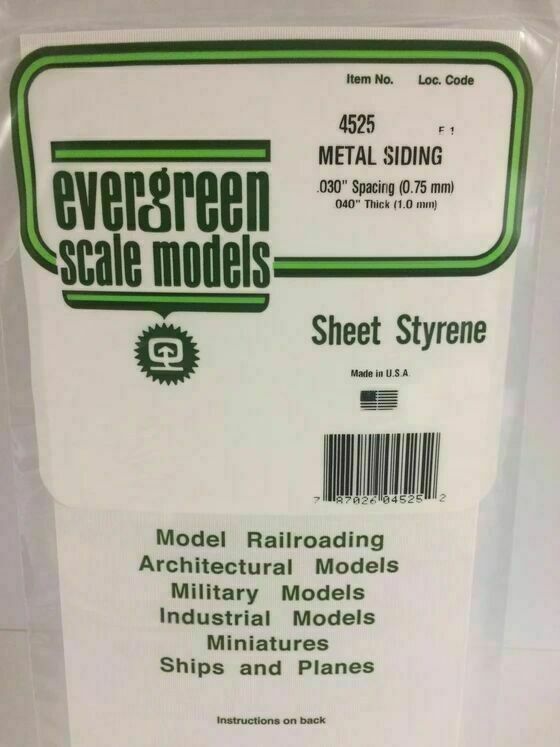 Item No. Loc. Code
4525 F 1
METAL SIDING
.030" Spacing (0.75 mm)
.040" Thick (1.0 mm)
evergreen
scale models
Sheet Styrene
Made in U.S.A.
7 87026 04525 2
Model Railroading
Architectural Models
Military Models
Industrial Models
Miniatures
Ships and Planes
Instructions on back